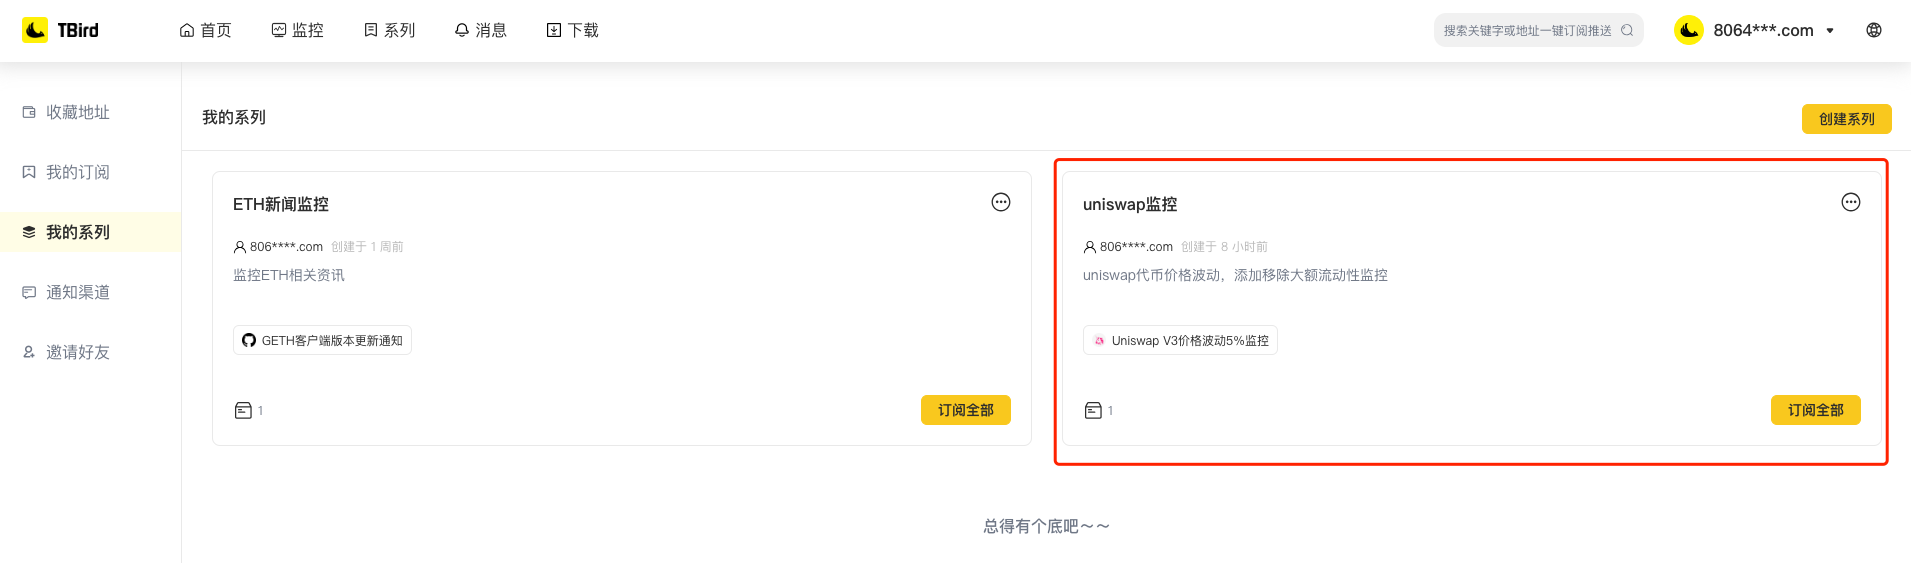 TBird
首页
监控
系列
消息
下载
搜索关键字或地址一键订阅推送
8064***.com
收藏地址
我的订阅
我的系列
通知渠道
邀请好友
我的系列
创建系列
ETH新闻监控
806****.com 创建于 1 周前
监控ETH相关资讯
GETH客户端版本更新通知
1
订阅全部
uniswap监控
806****.com 创建于 8 小时前
uniswap代币价格波动，添加移除大额流动性监控
Uniswap V3价格波动5%监控
1
订阅全部
总得有个底吧～～